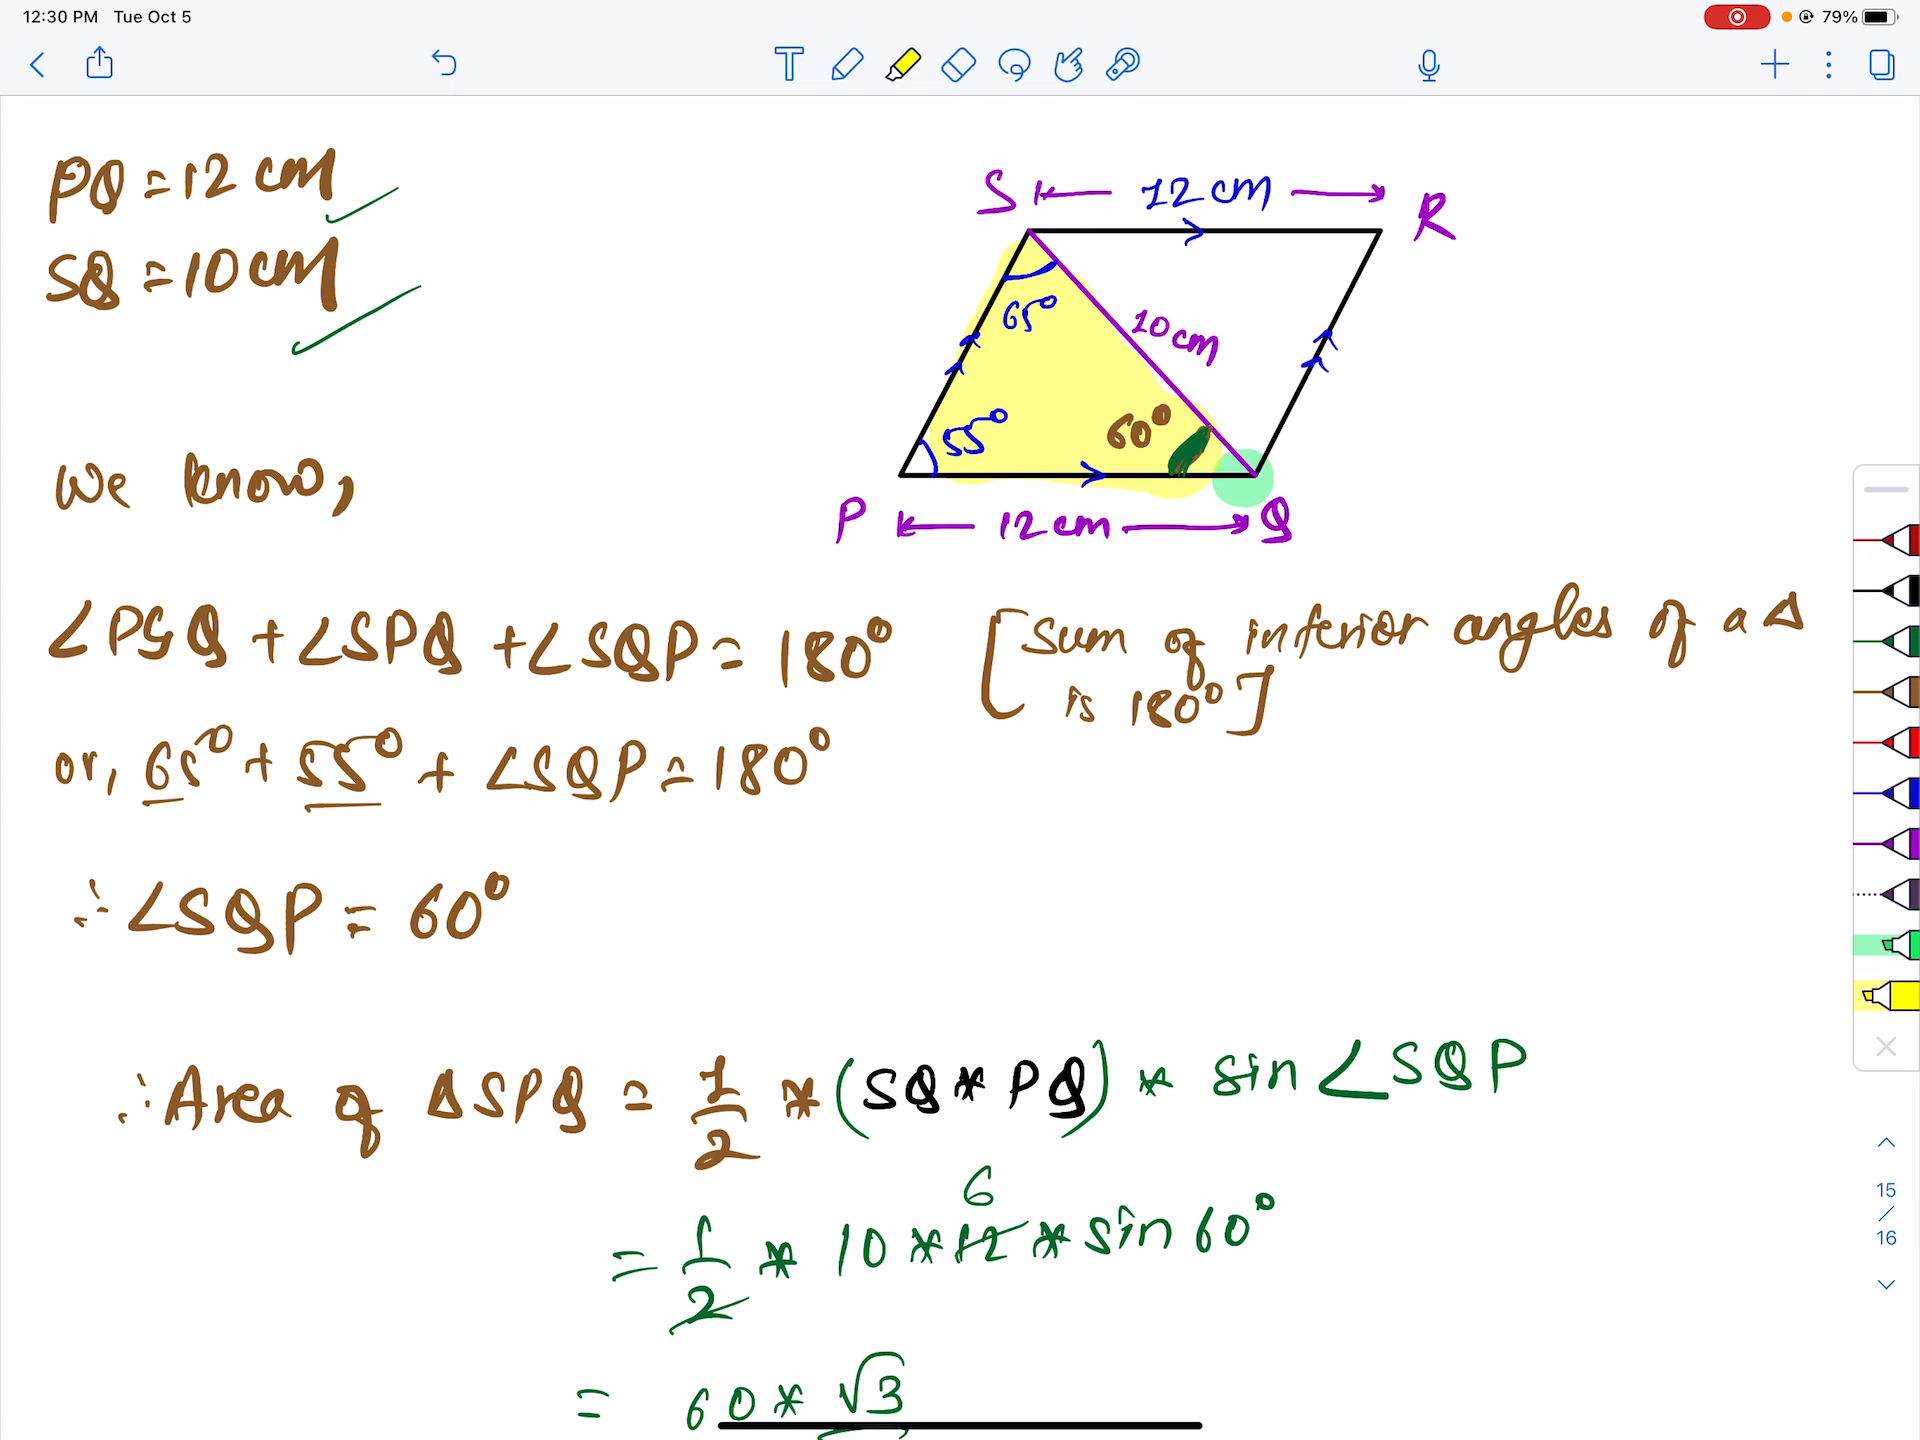 12:30 PM Tue Oct 5
79%
T
PQ = 12 cm
SQ = 10 cm
S 12 cm R
65°
10 cm
55° 60°
P 12 cm Q
We know,
∠PSQ + ∠SPQ + ∠SQP = 180° [Sum of interior angles of a Δ
is 180°]
or, 65° + 55° + ∠SQP = 180°
∴ ∠SQP = 60°
∴ Area of ΔSPQ = 1/2 * (SQ * PQ) * sin ∠SQP
6
= 1/2 * 10 * 12 * sin 60°
= 60 * √3
15
/
16